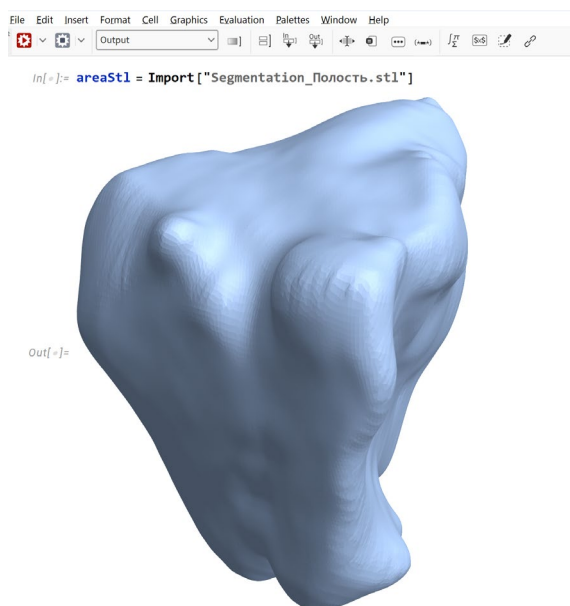 File Edit Insert Format Cell Graphics Evaluation Palettes Window Help
Output
In[ ]:= areaStl = Import["Segmentation_Полость.stl"]
Out[ ]=